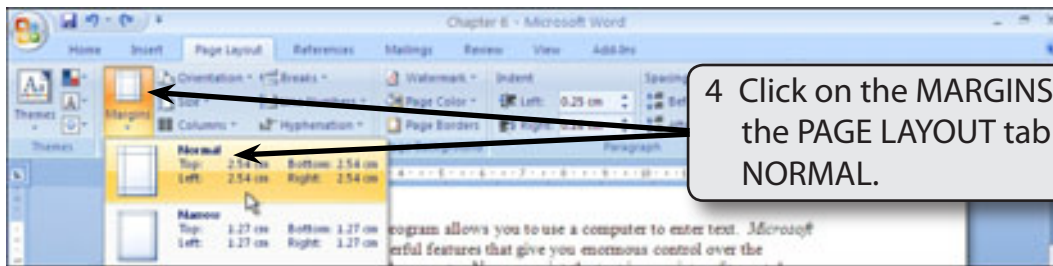 Chapter 6 - Microsoft Word
Home Insert Page Layout References Mailings Review View Add-Ins
Orientation Breaks Watermark Indent Spacing
Themes Margins Size Page Color Left: 0.25 cm
Columns Hyphenation Page Borders Right:
Themes Paragraph
4 Click on the MARGINS
the PAGE LAYOUT tab
NORMAL.
Normal
Top: 2.54 cm Bottom: 2.54 cm
Left: 2.54 cm Right: 2.54 cm
Narrow
Top: 1.27 cm Bottom: 1.27 cm
Left: 1.27 cm Right: 1.27 cm
program allows you to use a computer to enter text. Microsoft
erful features that give you enormous control over the